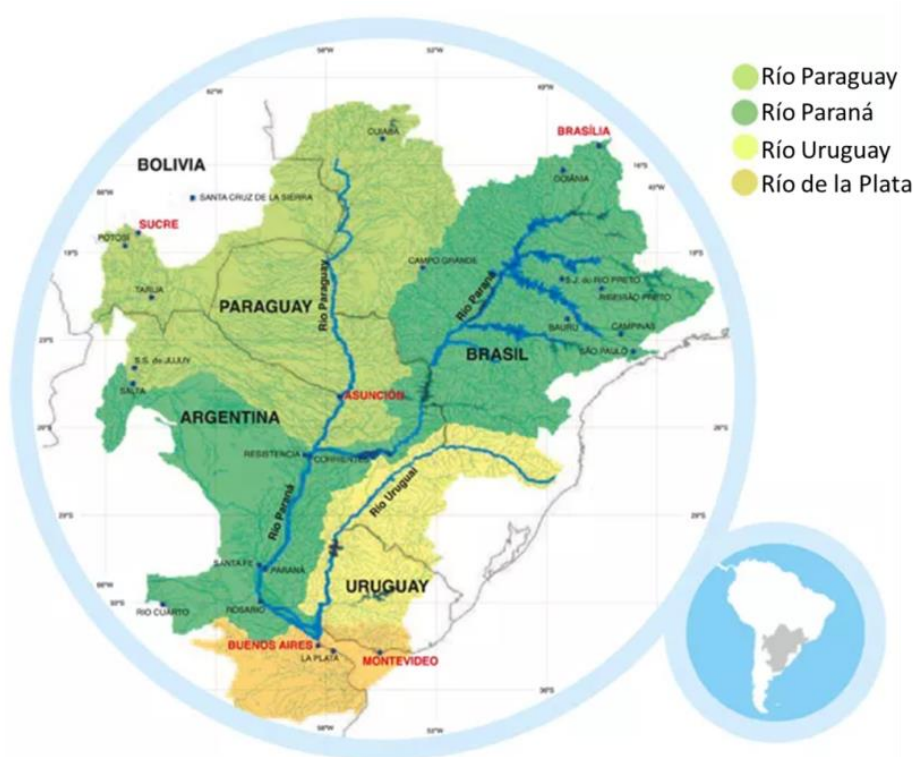 Río Paraguay
Río Paraná
Río Uruguay
Río de la Plata
BRASÍLIA
CUIABÁ
BOLIVIA
GOIÂNIA
SANTA CRUZ DE LA SIERRA
SUCRE
POTOSÍ
CAMPO GRANDE
Río Paraguay
Río Paraná
S.J. do RIO PRETO
RIBEIRÃO PRETO
TARIJA
PARAGUAY
BAURU
CAMPINAS
SÃO PAULO
BRASIL
S.S. de JUJUY
SALTA
ASUNCIÓN
ARGENTINA
RESISTENCIA
CORRIENTES
Río Uruguai
Río Paraná
SANTA FE
PARANÁ
URUGUAY
RIO CUARTO
ROSARIO
BUENOS AIRES
LA PLATA
MONTEVIDEO